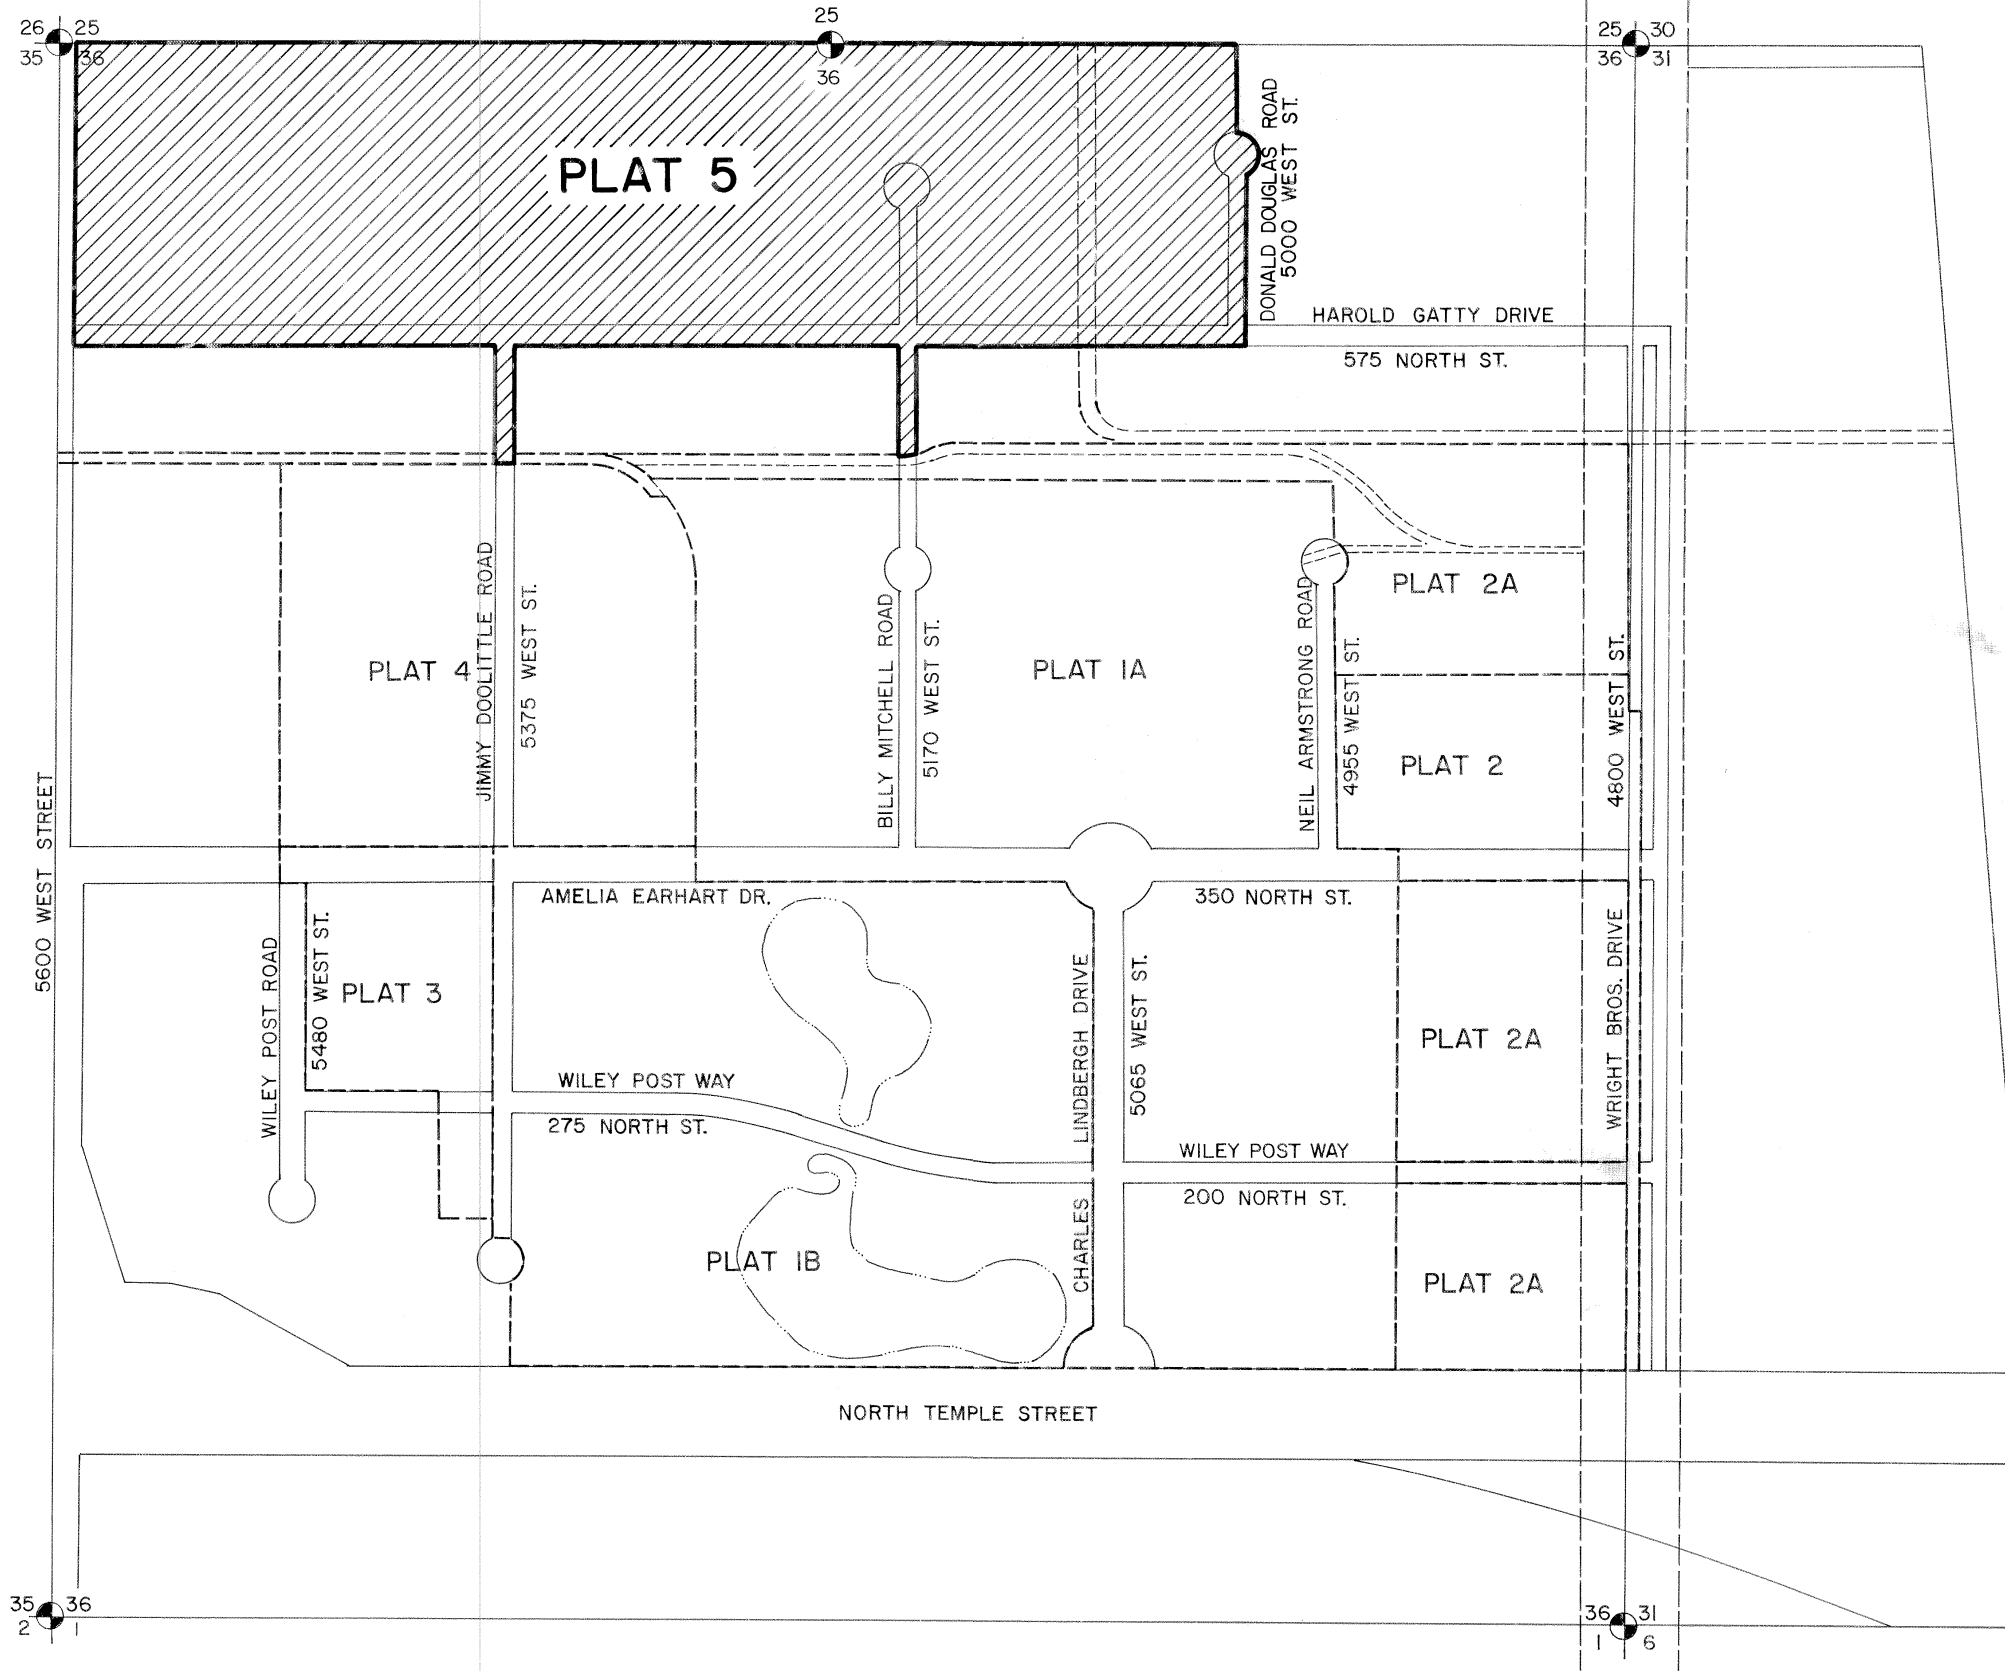 26 25
35 36
25
36
25 30
36 31
PLAT 5
DONALD DOUGLAS ROAD
5000 WEST ST.
HAROLD GATTY DRIVE
575 NORTH ST.
PLAT 4
JIMMY DOLITTLE ROAD
5375 WEST ST.
BILLY MITCHELL ROAD
5170 WEST ST.
PLAT 1A
NEIL ARMSTRONG ROAD
4955 WEST ST.
PLAT 2A
PLAT 2
4800 WEST ST.
5600 WEST STREET
AMELIA EARHART DR.
350 NORTH ST.
WILEY POST ROAD
5480 WEST ST.
PLAT 3
CHARLES LINDBERGH DRIVE
5065 WEST ST.
PLAT 2A
WRIGHT BROS. DRIVE
WILEY POST WAY
275 NORTH ST.
WILEY POST WAY
200 NORTH ST.
PLAT 1B
PLAT 2A
NORTH TEMPLE STREET
35 36
2 1
36 31
1 6